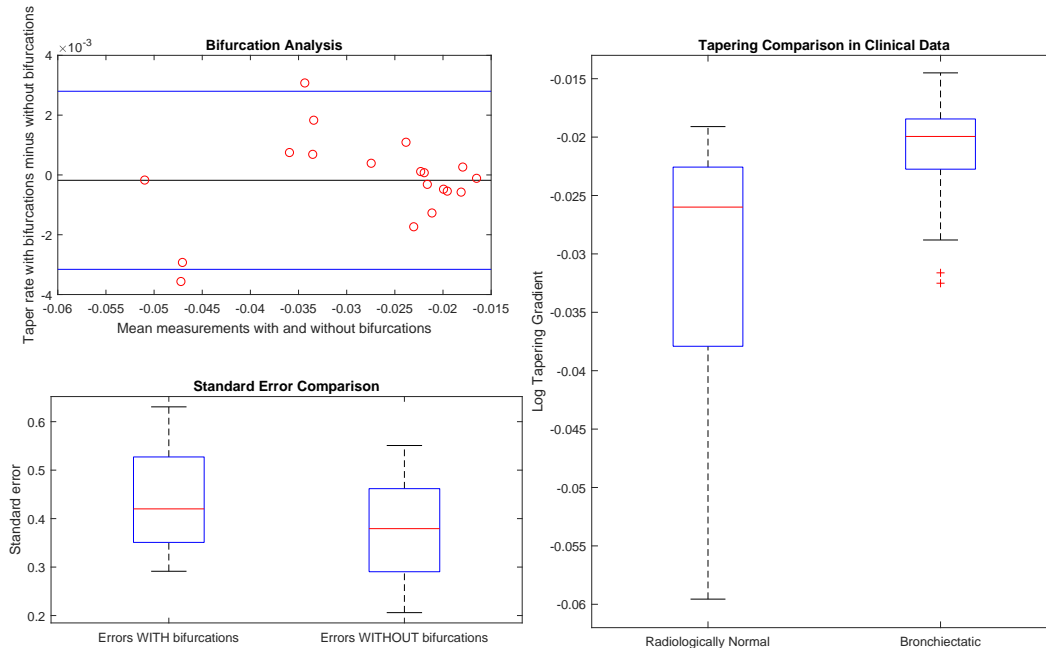 Bifurcation Analysis
×10-3
4
2
0
-2
-4
Taper rate with bifurcations minus without bifurcations
-0.06 -0.055 -0.05 -0.045 -0.04 -0.035 -0.03 -0.025 -0.02 -0.015
Mean measurements with and without bifurcations
Standard Error Comparison
0.6
0.5
0.4
0.3
0.2
Standard error
Errors WITH bifurcations Errors WITHOUT bifurcations
Tapering Comparison in Clinical Data
-0.015
-0.02
-0.025
-0.03
-0.035
-0.04
-0.045
-0.05
-0.055
-0.06
Log Tapering Gradient
Radiologically Normal Bronchiectatic